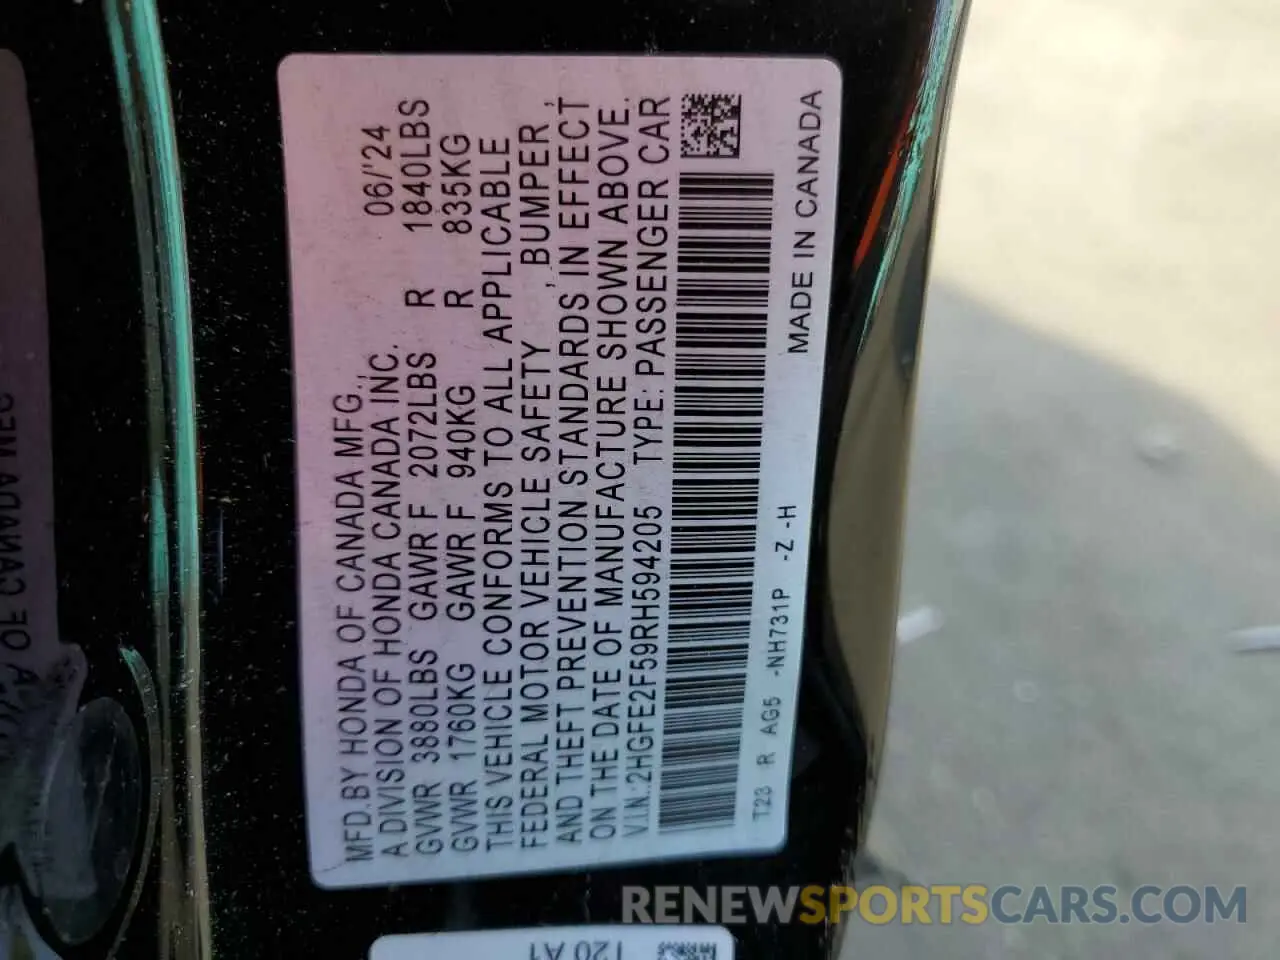 MFD.BY HONDA OF CANADA MFG.,
A DIVISION OF HONDA CANADA INC. 06/'24
GVWR 3880LBS GAWR F 2072LBS R 1840LBS
GVWR 1760KG GAWR F 940KG R 835KG
THIS VEHICLE CONFORMS TO ALL APPLICABLE
FEDERAL MOTOR VEHICLE SAFETY , BUMPER ,
AND THEFT PREVENTION STANDARDS IN EFFECT
ON THE DATE OF MANUFACTURE SHOWN ABOVE.
V.I.N.:2HGFE2F59RH594205 TYPE: PASSENGER CAR
T23 R AG5 -NH731P -Z -H
MADE IN CANADA
120 A1
RENEWSPORTSCARS.COM